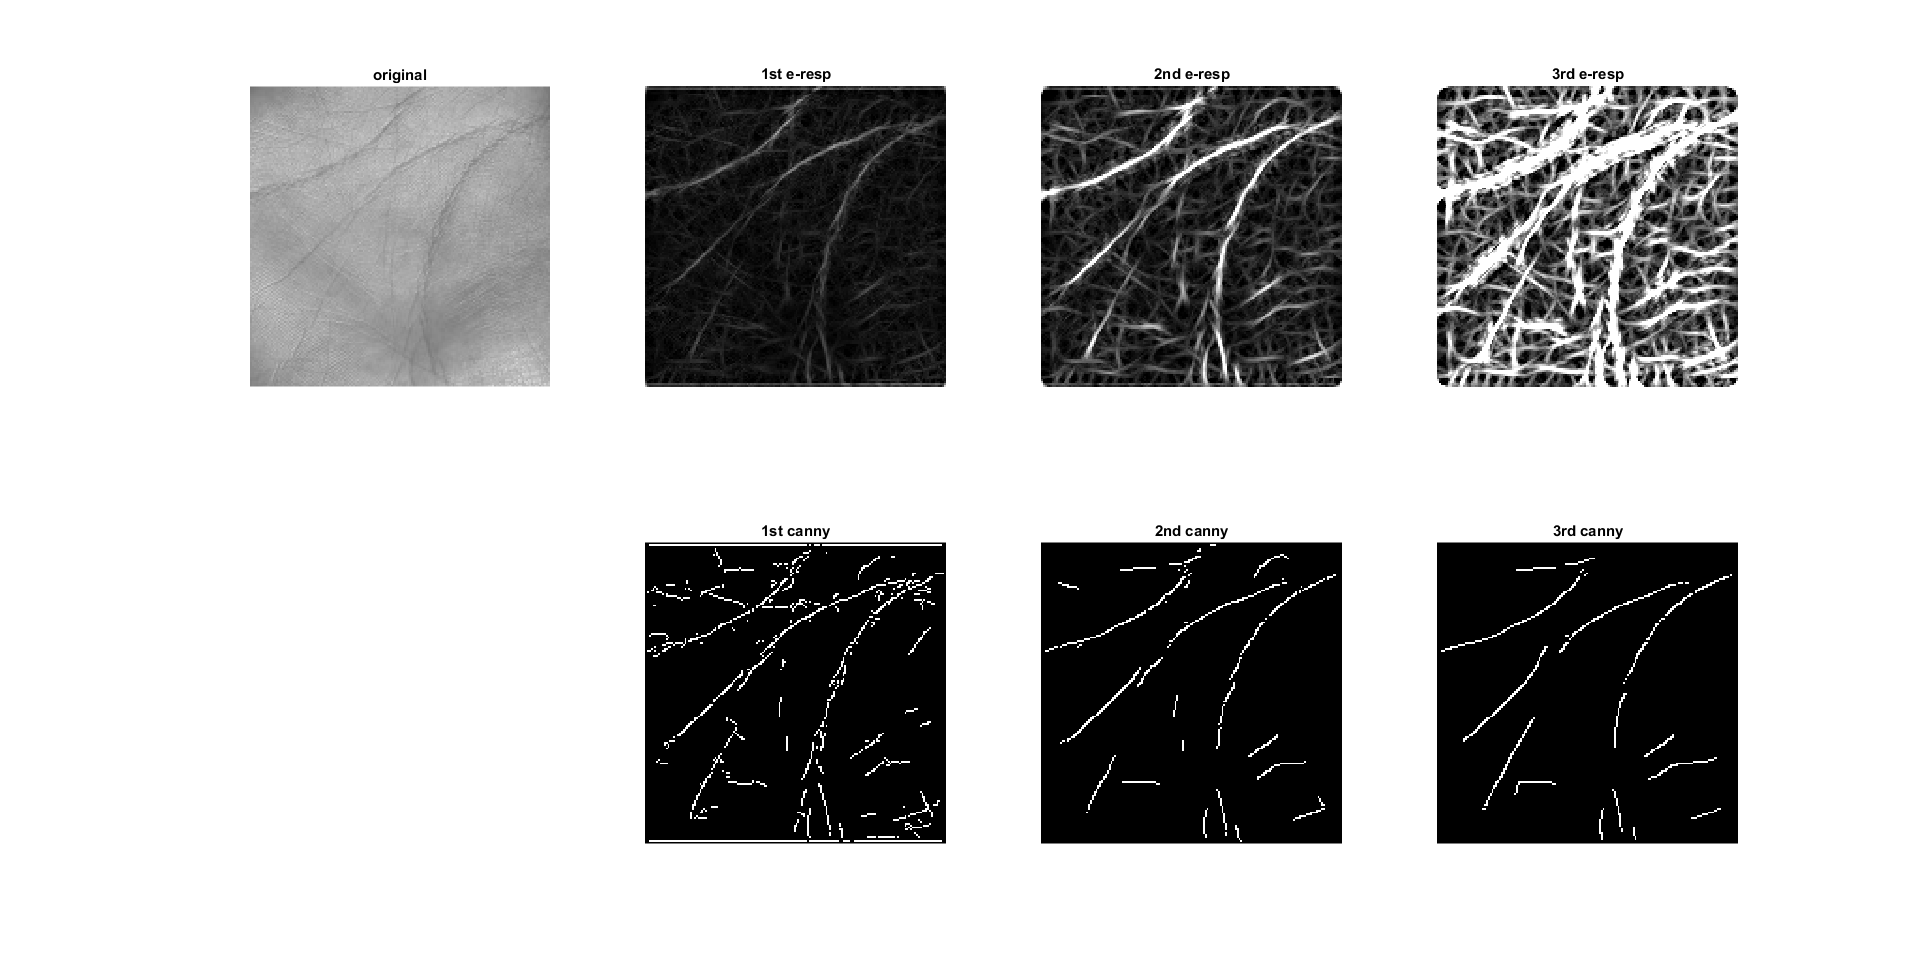 original
1st e-resp
2nd e-resp
3rd e-resp
1st canny
2nd canny
3rd canny